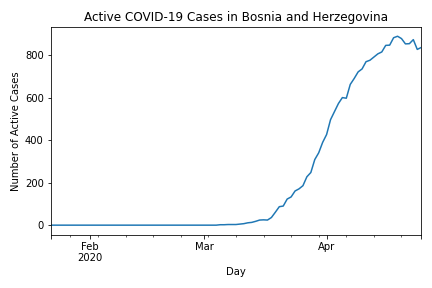 Active COVID-19 Cases in Bosnia and Herzegovina
Number of Active Cases
800
600
400
200
0
Feb
2020
Mar
Apr
Day